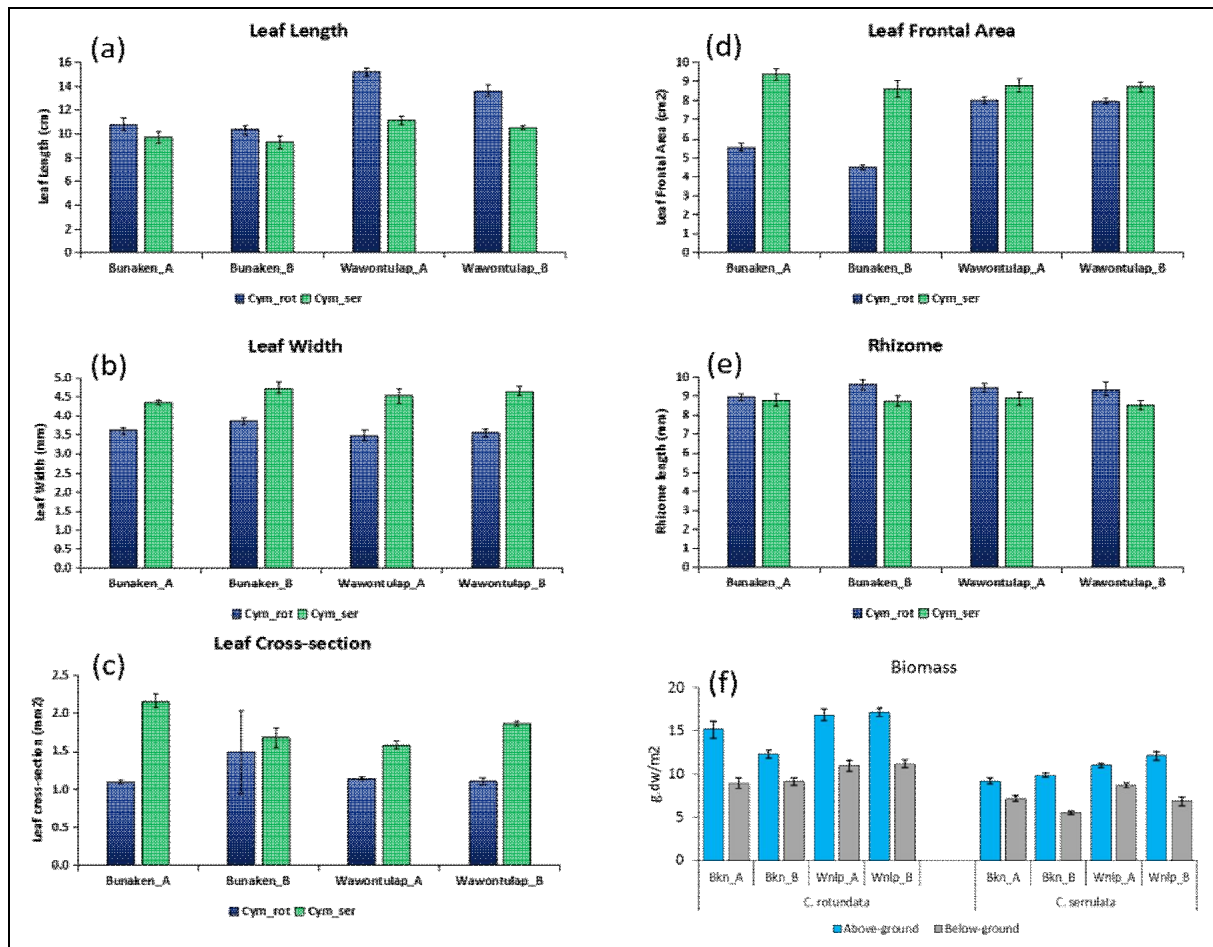 (a)
Leaf Length
Leaf Length (cm)
16
14
12
10
8
6
4
2
0
Bunaken_A Bunaken_B Wawontulap_A Wawontulap_B
Cym_rot Cym_ser
(b)
Leaf Width
Leaf Width (mm)
5.0
4.5
4.0
3.5
3.0
2.5
2.0
1.5
1.0
0.5
0.0
Bunaken_A Bunaken_B Wawontulap_A Wawontulap_B
Cym_rot Cym_ser
(c)
Leaf Cross-section
Leaf cross-section (mm2)
2.5
2.0
1.5
1.0
0.5
0.0
Bunaken_A Bunaken_B Wawontulap_A Wawontulap_B
Cym_rot Cym_ser
(d)
Leaf Frontal Area
Leaf Frontal Area (cm2)
10
9
8
7
6
5
4
3
2
1
0
Bunaken_A Bunaken_B Wawontulap_A Wawontulap_B
Cym_rot Cym_ser
(e)
Rhizome
Rhizome length (mm)
10
9
8
7
6
5
4
3
2
1
0
Bunaken_A Bunaken_B Wawontulap_A Wawontulap_B
Cym_rot Cym_ser
(f)
Biomass
g.dw/m2
20
15
10
5
0
Bkn_A Bkn_B Wnlp_A Wnlp_B Bkn_A Bkn_B Wnlp_A Wnlp_B
C. rotundata C. serrulata
Above-ground Below-ground